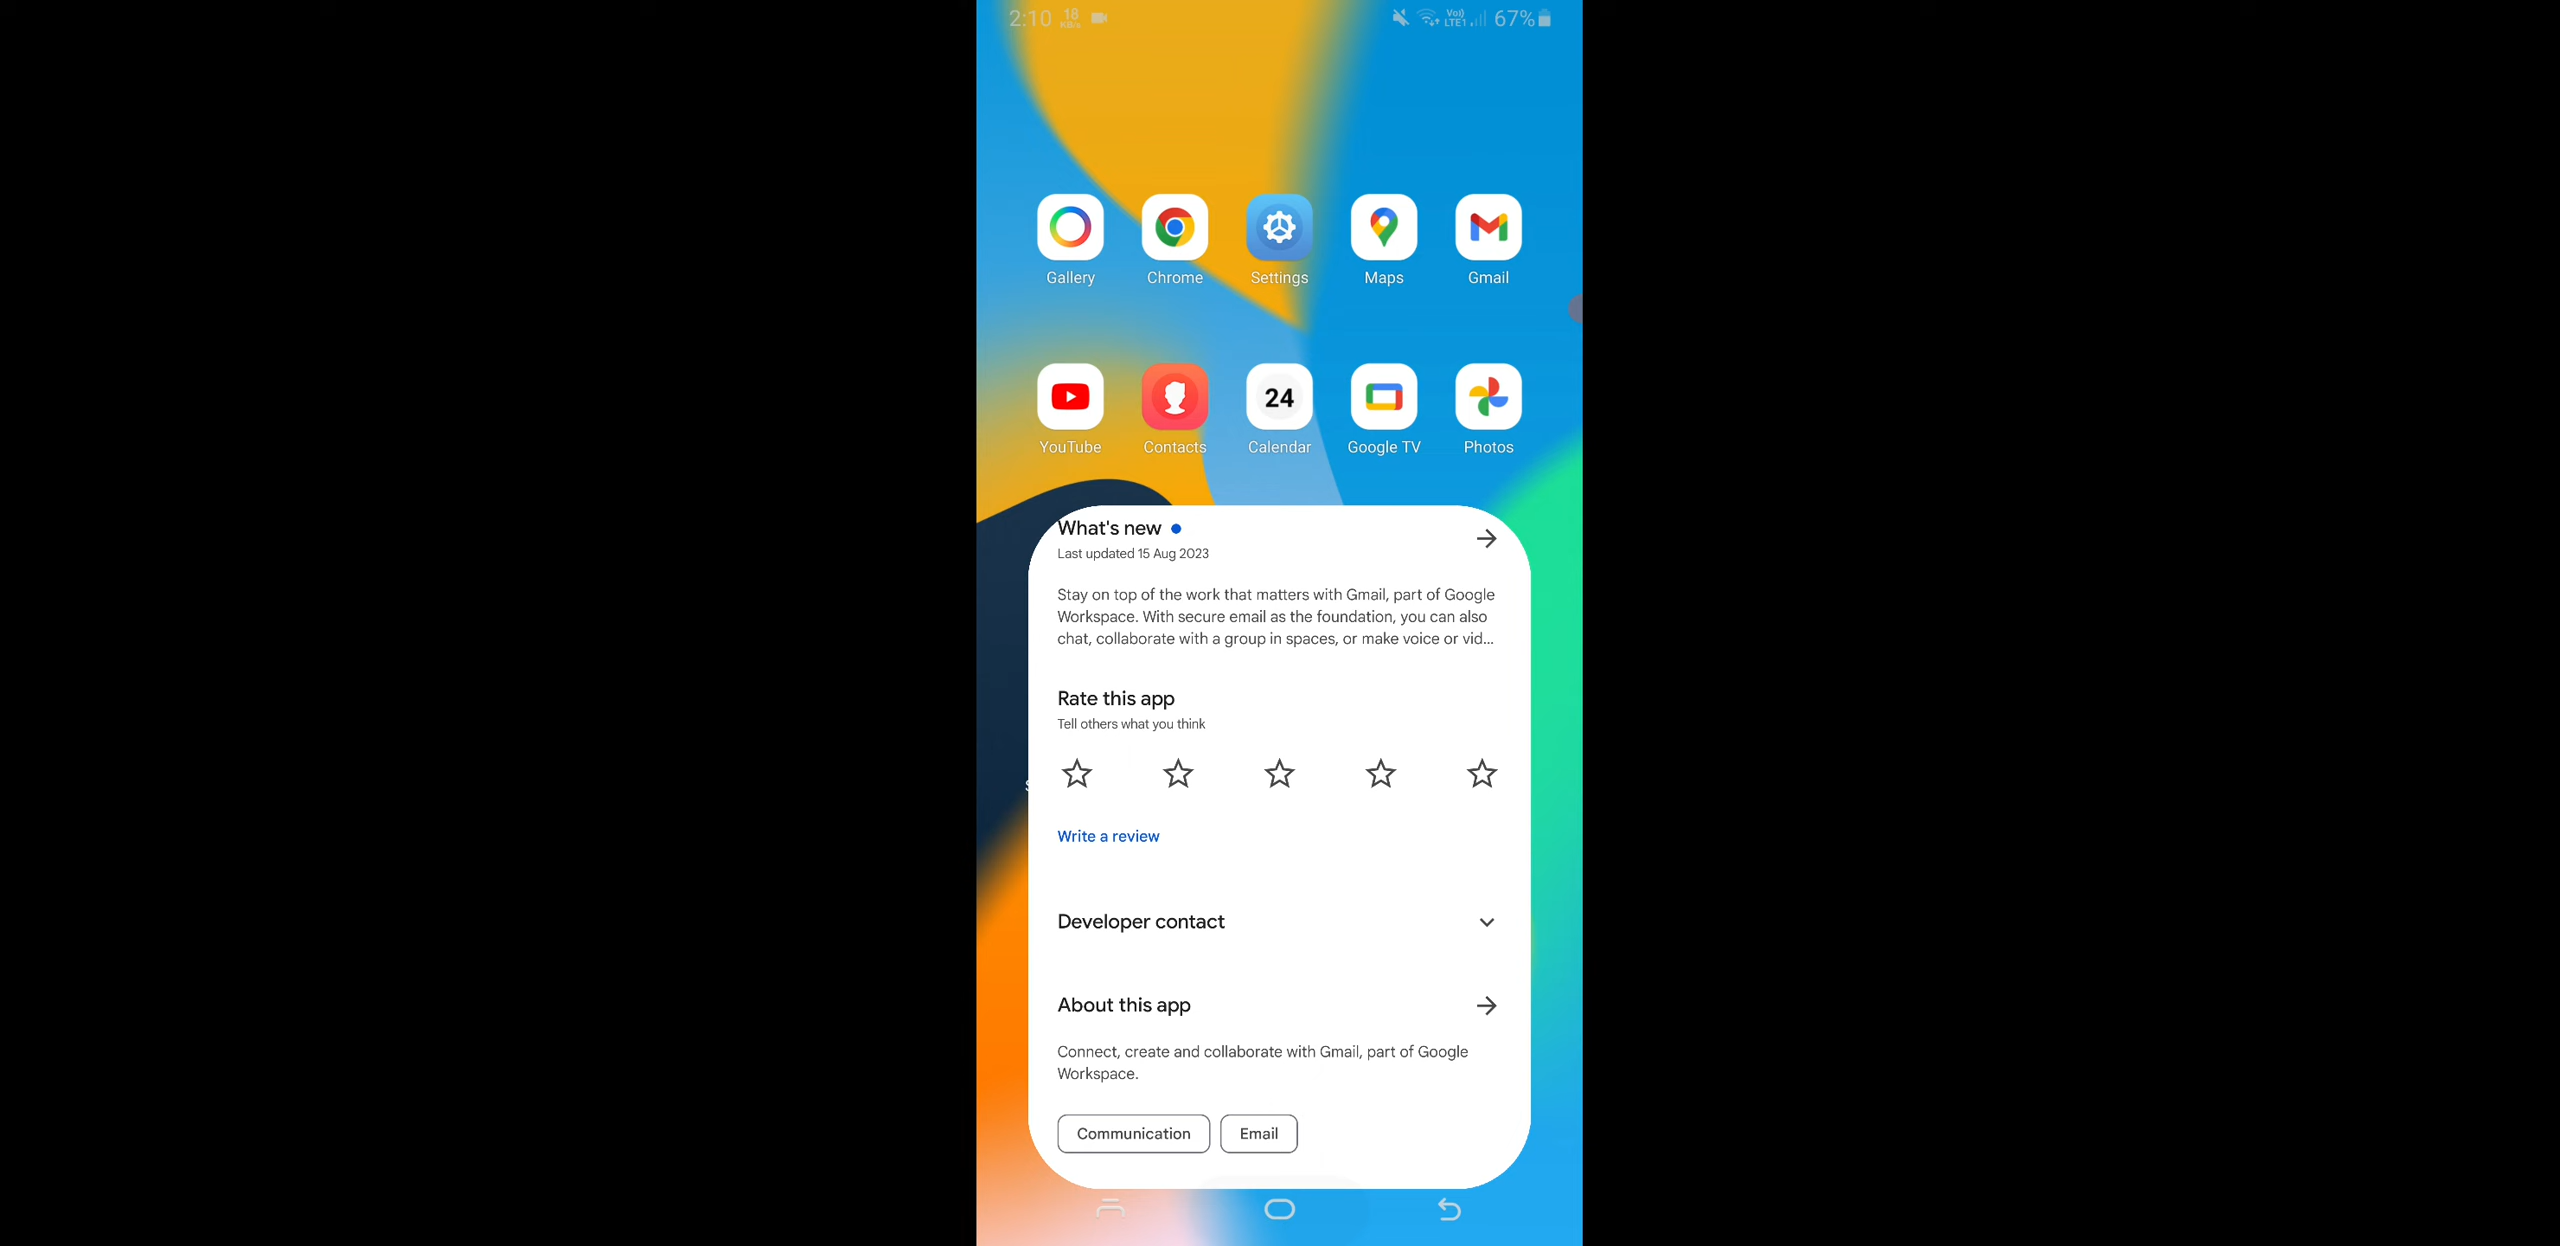 2:10 18 KB/s Vo) LTE1 67%
Gallery Chrome Settings Maps Gmail
24
YouTube Contacts Calendar Google TV Photos
What's new
Last updated 15 Aug 2023
Stay on top of the work that matters with Gmail, part of Google
Workspace. With secure email as the foundation, you can also
chat, collaborate with a group in spaces, or make voice or vid...
Rate this app
Tell others what you think
Write a review
Developer contact
About this app
Connect, create and collaborate with Gmail, part of Google
Workspace.
Communication Email